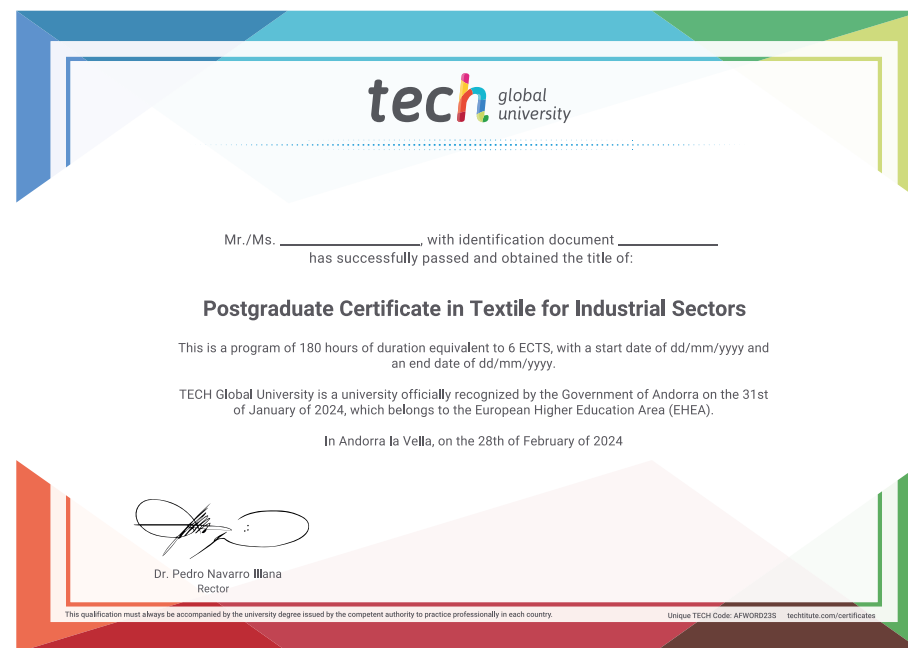 tech global university
Mr./Ms. ____________________, with identification document ______________
has successfully passed and obtained the title of:
Postgraduate Certificate in Textile for Industrial Sectors
This is a program of 180 hours of duration equivalent to 6 ECTS, with a start date of dd/mm/yyyy and
an end date of dd/mm/yyyy.
TECH Global University is a university officially recognized by the Government of Andorra on the 31st
of January of 2024, which belongs to the European Higher Education Area (EHEA).
In Andorra la Vella, on the 28th of February of 2024
Dr. Pedro Navarro Illana
Rector
This qualification must always be accompanied by the university degree issued by the competent authority to practice professionally in each country.
Unique TECH Code: AFWORD23S techtitute.com/certificates